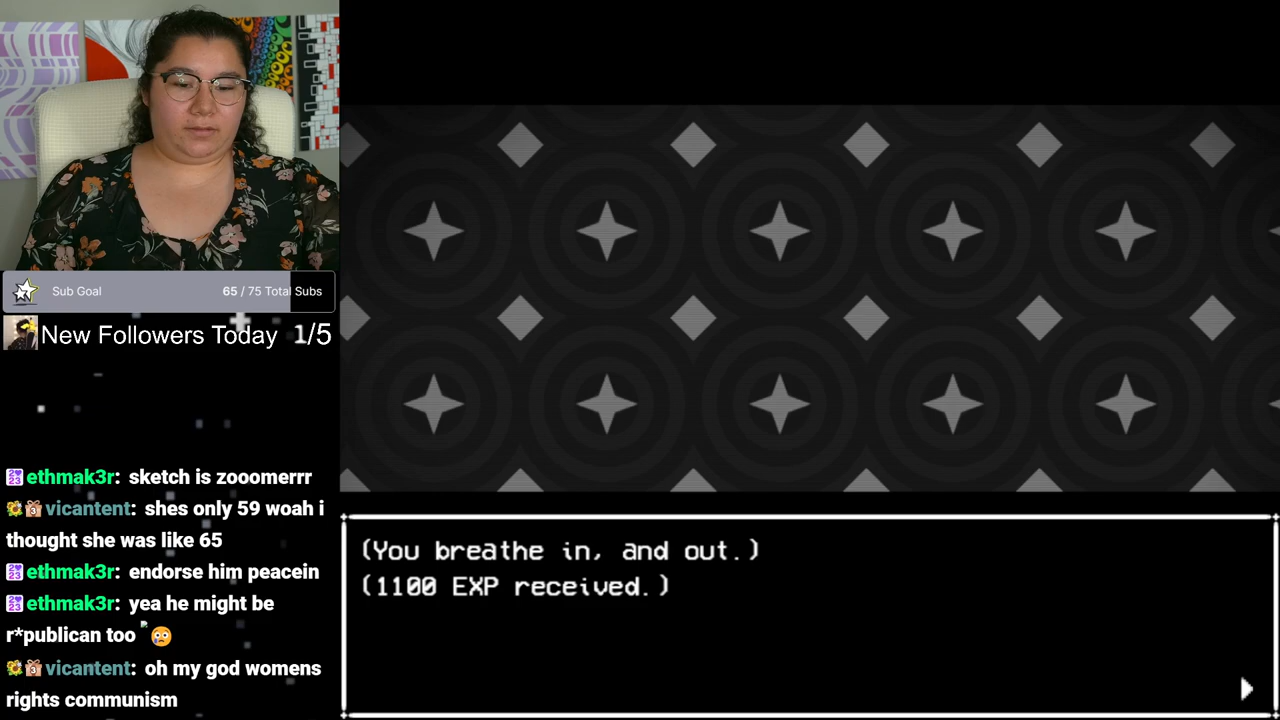 Sub Goal 65 / 75 Total Subs
New Followers Today 1/5
ethmak3r: sketch is zooomerrr
vicantent: shes only 59 woah i
thought she was like 65
ethmak3r: endorse him peacein
ethmak3r: yea he might be
r*publican too
vicantent: oh my god womens
rights communism
(You breathe in, and out.)
(1100 EXP received.)